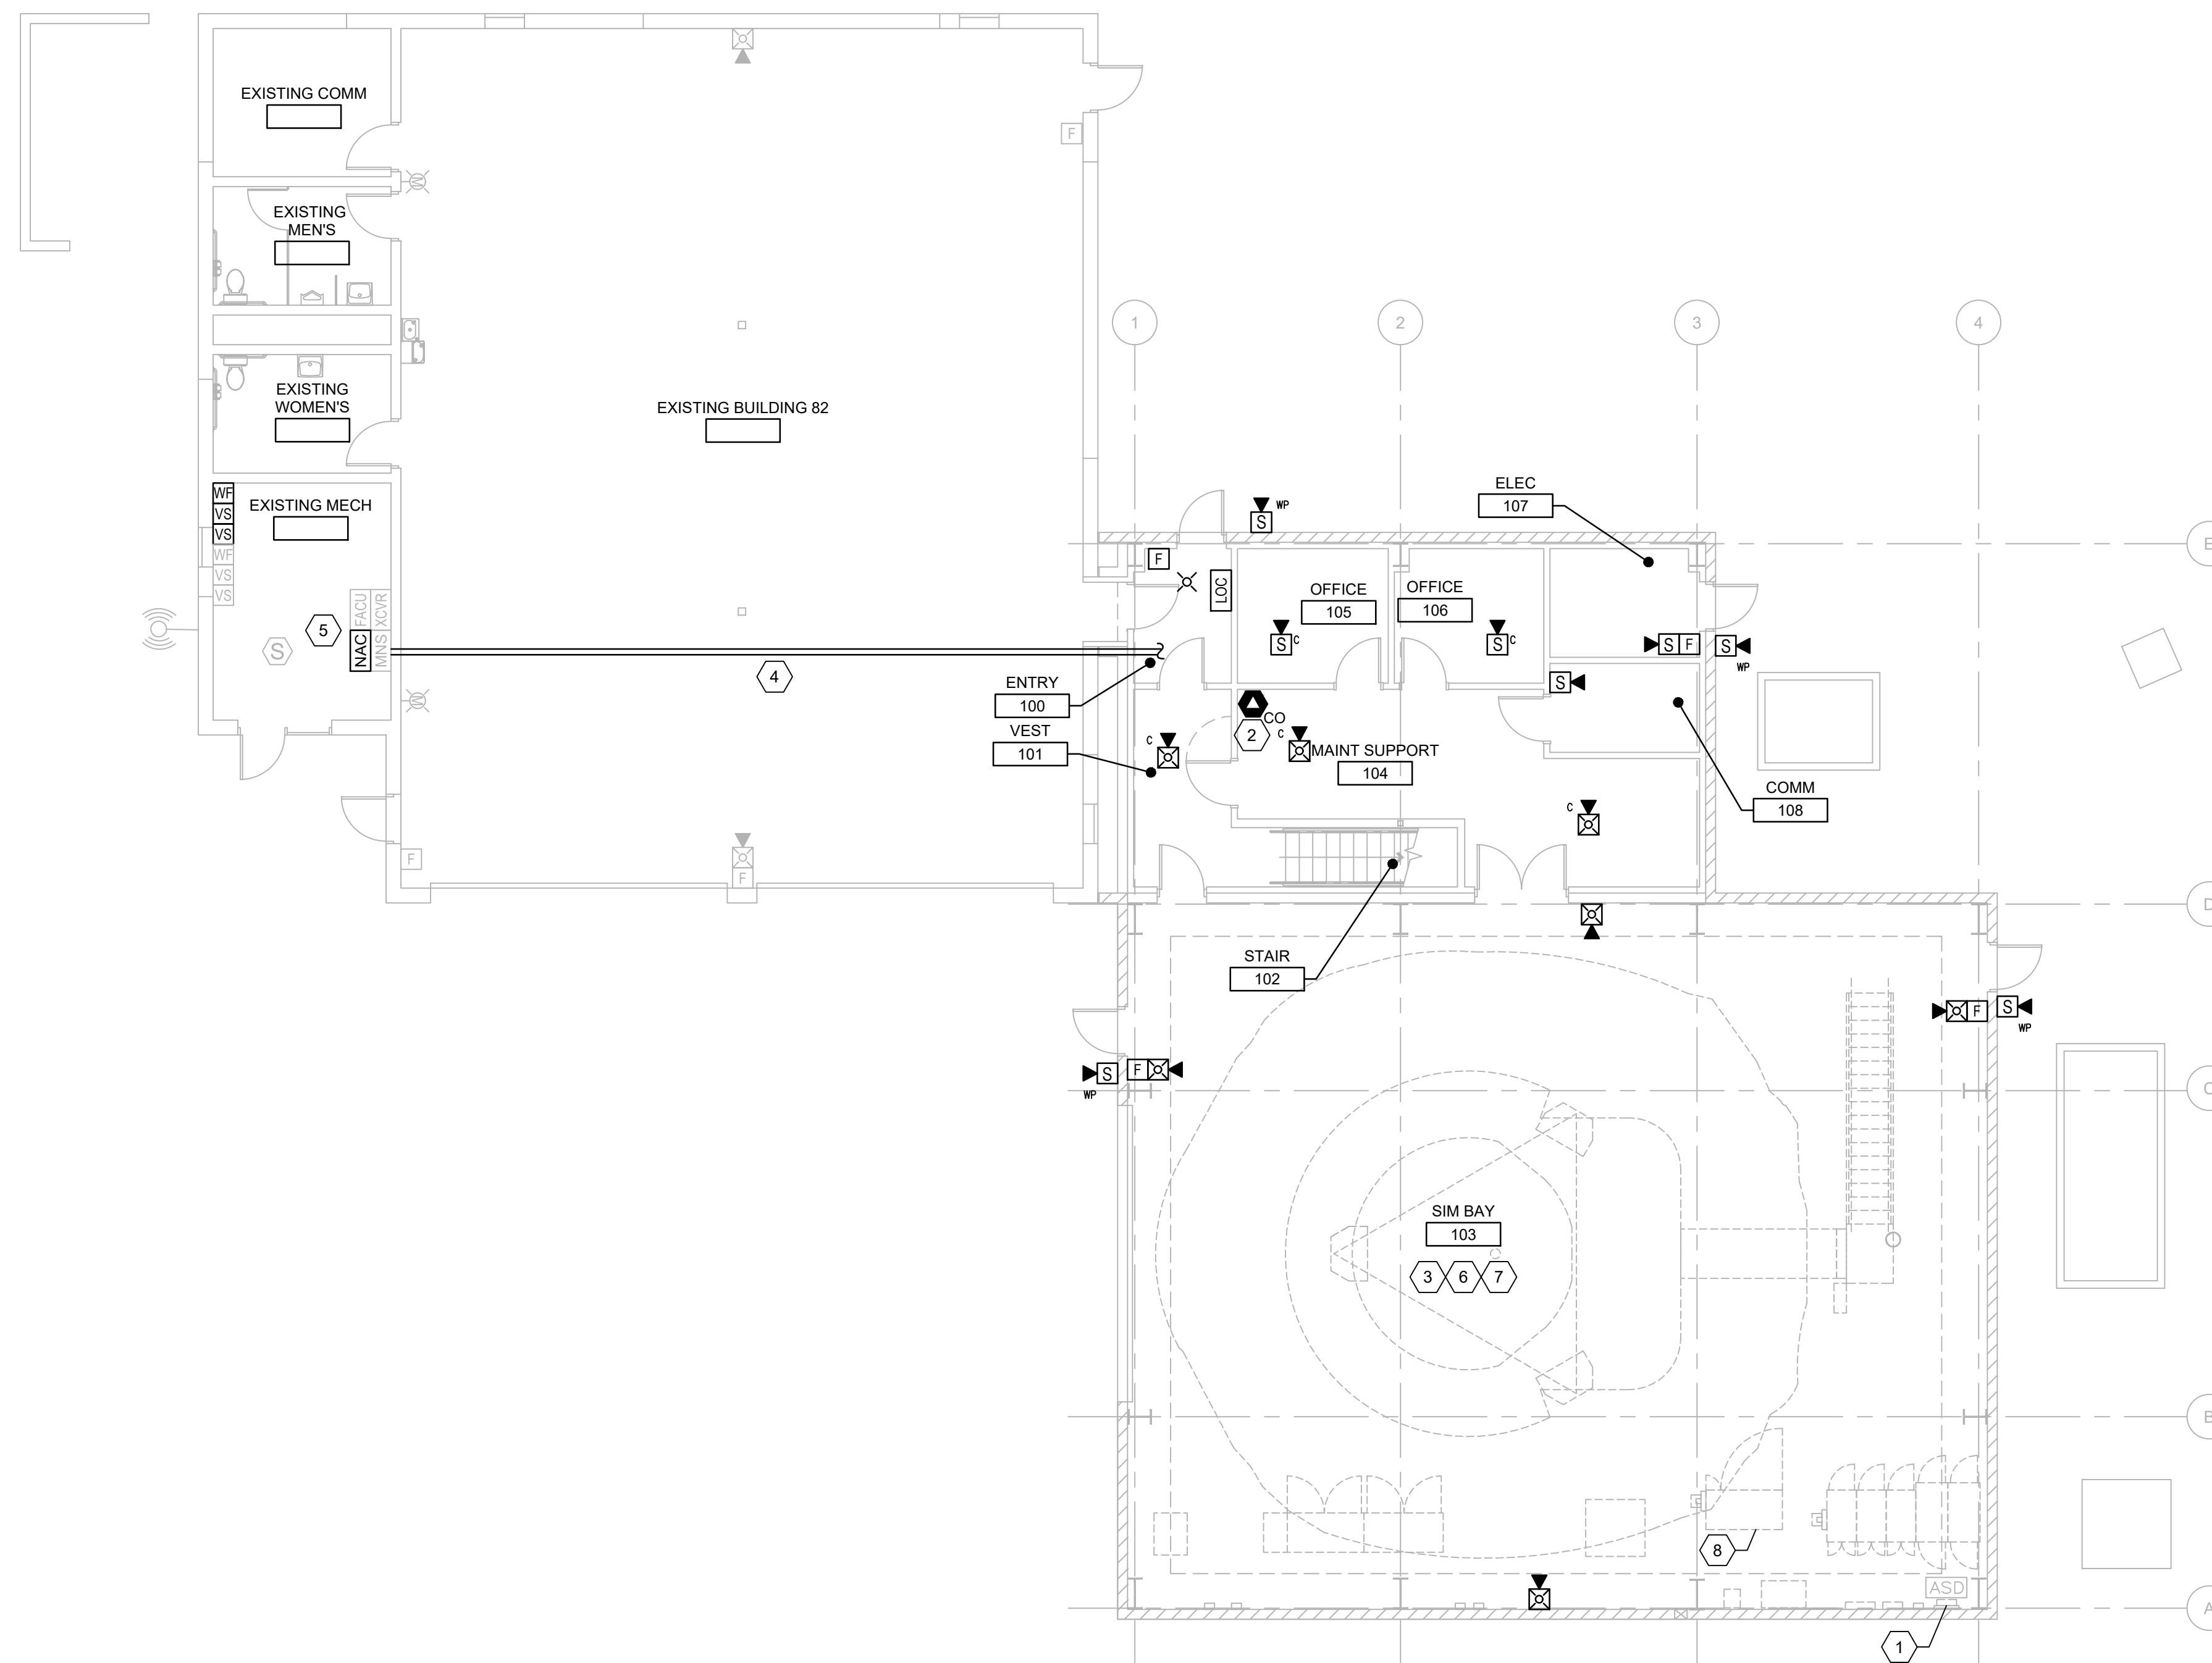 EXISTING COMM
F
EXISTING
MEN'S
1
2
3
4
EXISTING
WOMEN'S
EXISTING BUILDING 82
ELEC
107
WF
VS
VS
WF
VS
VS
EXISTING MECH
S
WP
E
F
LOC
OFFICE
105
OFFICE
106
S
C
S
C
FACU
XCVR
NAC
MNS
5
S
4
S
F
S
WP
ENTRY
100
S
CO
2
VEST
101
C
C
MAINT SUPPORT
104
COMM
108
C
F
F
D
STAIR
102
F
S
WP
S
F
WP
C
SIM BAY
103
3
6
7
B
8
ASD
A
1